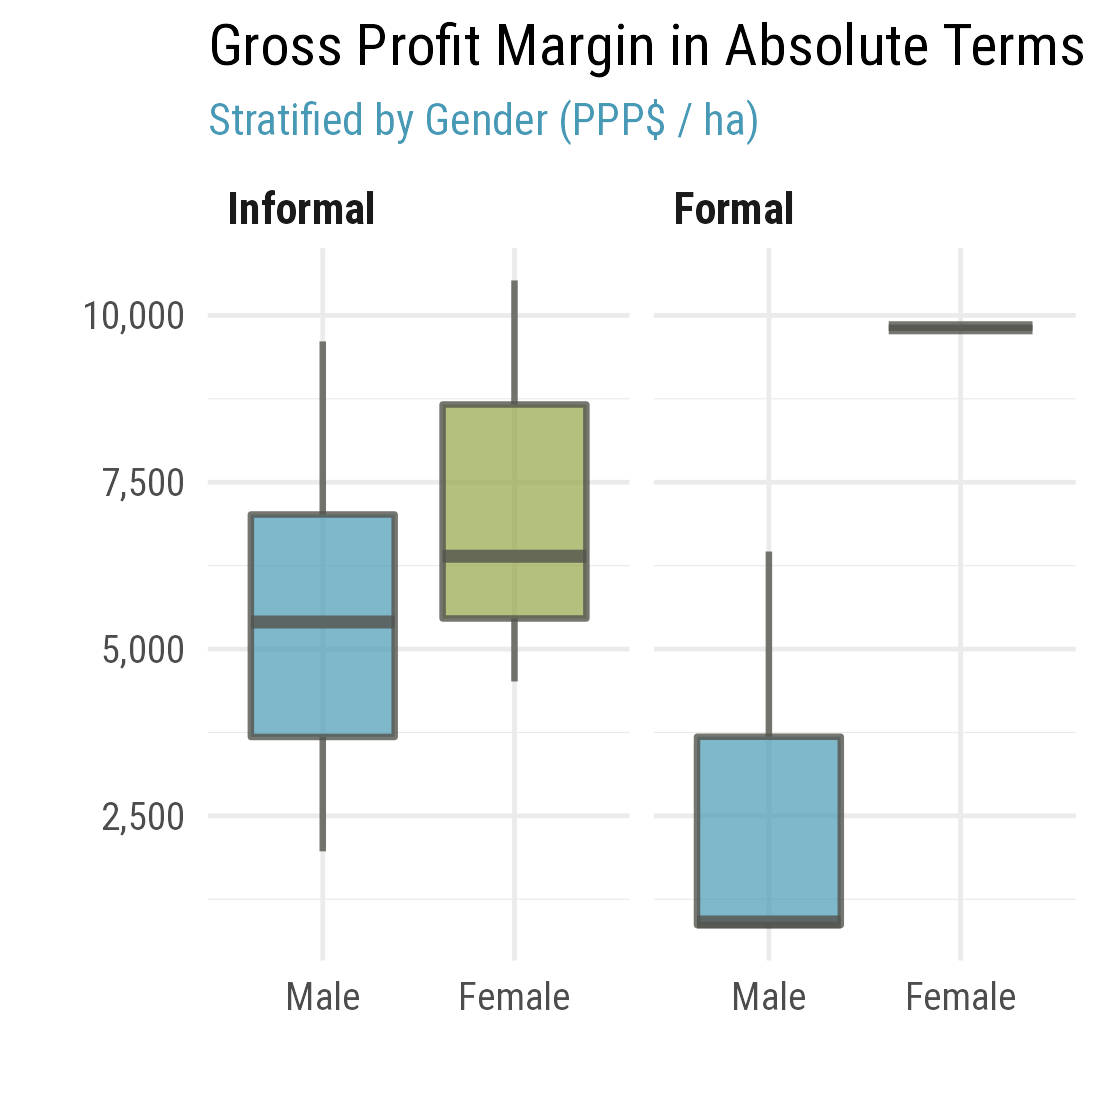 Gross Profit Margin in Absolute Terms
Stratified by Gender (PPP$ / ha)
Informal
Formal
10,000
7,500
5,000
2,500
Male
Female
Male
Female